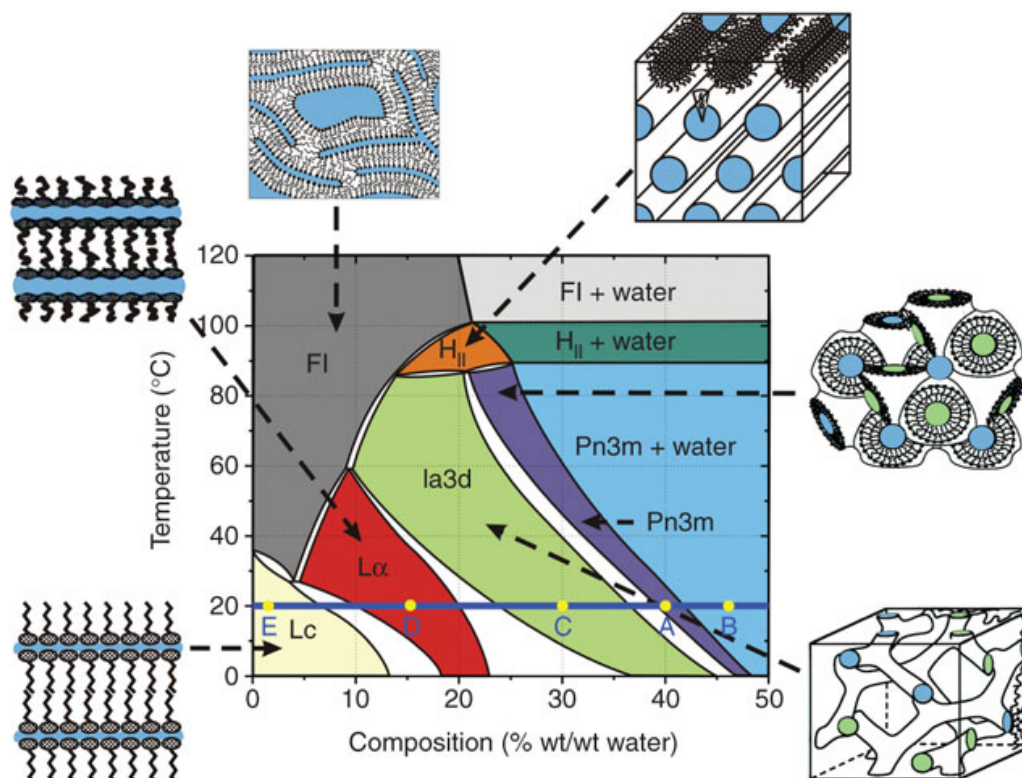 120
100
80
60
40
20
0
Temperature (°C)
FI
FI + water
HII
HII + water
Pn3m + water
Ia3d
Pn3m
Lα
Lc
E
D
C
A
B
0
10
20
30
40
50
Composition (% wt/wt water)